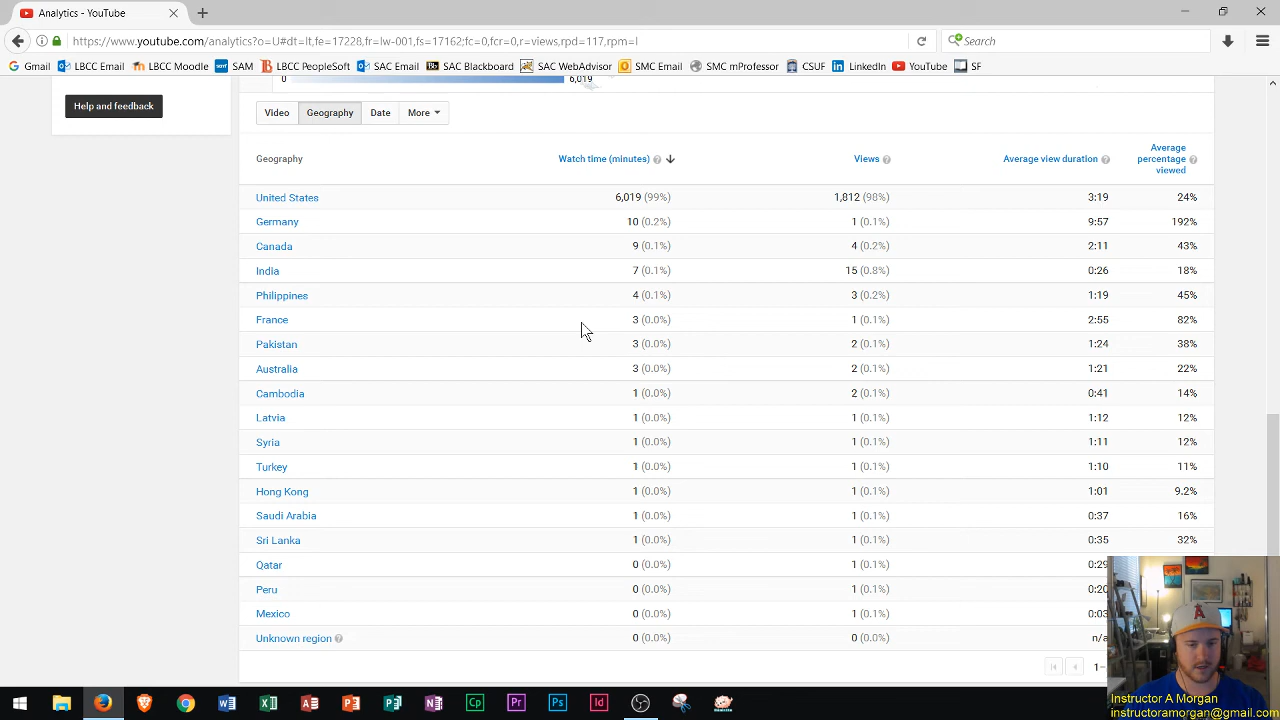 Analytics - YouTube
https://www.youtube.com/analytics?o=U#dt=lt,fe=17228,fr=lw-001,fs=17162;fc=0,fcr=0,r=views,rpd=117,rpm=l
Search
Gmail LBCC Email LBCC Moodle SAM LBCC PeopleSoft SAC Email SAC Blackboard SAC WebAdvisor SMC Email SMC mProfessor CSUF LinkedIn YouTube SF
0 6,019
Help and feedback
Video Geography Date More
Geography Watch time (minutes) Views Average view duration Average percentage viewed
United States 6,019 (99%) 1,812 (98%) 3:19 24%
Germany 10 (0.2%) 1 (0.1%) 9:57 192%
Canada 9 (0.1%) 4 (0.2%) 2:11 43%
India 7 (0.1%) 15 (0.8%) 0:26 18%
Philippines 4 (0.1%) 3 (0.2%) 1:19 45%
France 3 (0.0%) 1 (0.1%) 2:55 82%
Pakistan 3 (0.0%) 2 (0.1%) 1:24 38%
Australia 3 (0.0%) 2 (0.1%) 1:21 22%
Cambodia 1 (0.0%) 2 (0.1%) 0:41 14%
Latvia 1 (0.0%) 1 (0.1%) 1:12 12%
Syria 1 (0.0%) 1 (0.1%) 1:11 12%
Turkey 1 (0.0%) 1 (0.1%) 1:10 11%
Hong Kong 1 (0.0%) 1 (0.1%) 1:01 9.2%
Saudi Arabia 1 (0.0%) 1 (0.1%) 0:37 16%
Sri Lanka 1 (0.0%) 1 (0.1%) 0:35 32%
Qatar 0 (0.0%) 1 (0.1%) 0:29
Peru 0 (0.0%) 1 (0.1%) 0:20
Mexico 0 (0.0%) 1 (0.1%) 0:03
Unknown region 0 (0.0%) 0 (0.0%) n/a
1–
Instructor A Morgan
instructoramorgan@gmail.com